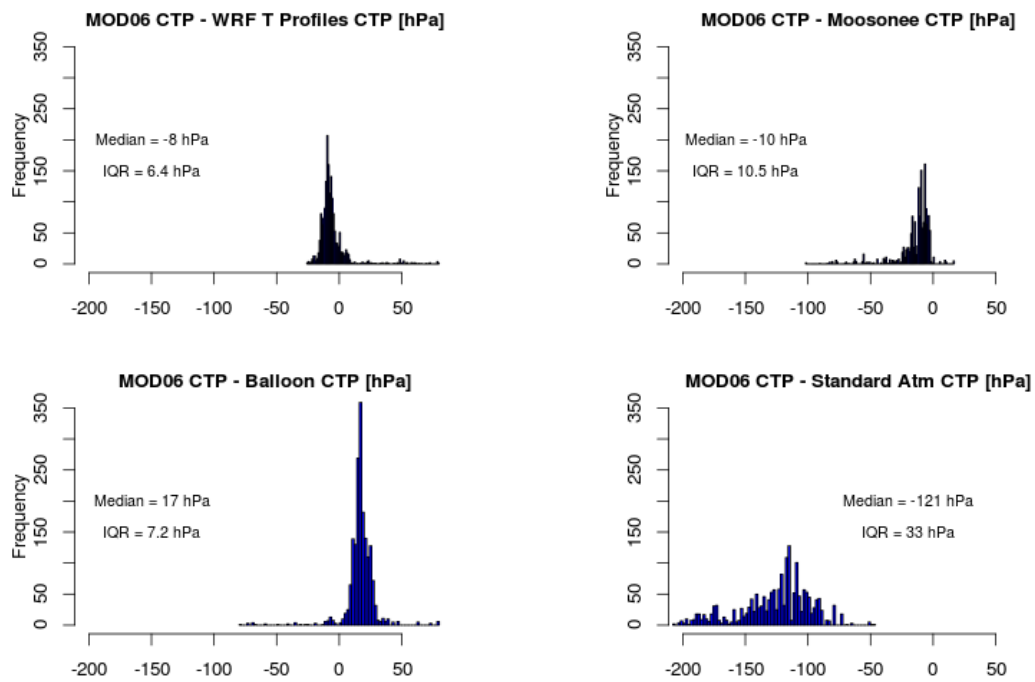 MOD06 CTP - WRF T Profiles CTP [hPa]
Frequency
350
250
150
50
0
Median = -8 hPa
IQR = 6.4 hPa
-200 -150 -100 -50 0 50
MOD06 CTP - Moosonee CTP [hPa]
Frequency
350
250
150
50
0
Median = -10 hPa
IQR = 10.5 hPa
-200 -150 -100 -50 0 50
MOD06 CTP - Balloon CTP [hPa]
Frequency
350
250
150
50
0
Median = 17 hPa
IQR = 7.2 hPa
-200 -150 -100 -50 0 50
MOD06 CTP - Standard Atm CTP [hPa]
Frequency
350
250
150
50
0
Median = -121 hPa
IQR = 33 hPa
-200 -150 -100 -50 0 50